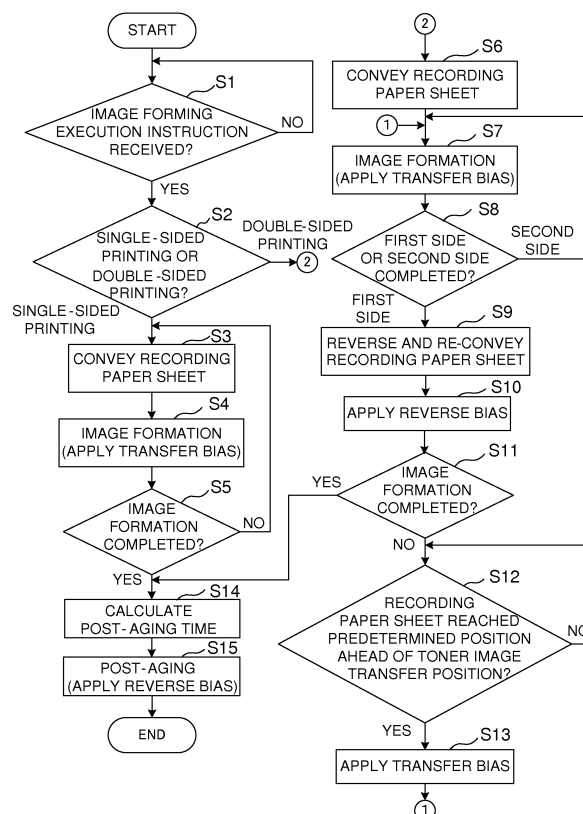 START
S1
IMAGE FORMING
EXECUTION INSTRUCTION
RECEIVED?
NO
YES
S2
SINGLE-SIDED
PRINTING OR
DOUBLE-SIDED
PRINTING?
DOUBLE-SIDED
PRINTING
2
SINGLE-SIDED
PRINTING
S3
CONVEY RECORDING
PAPER SHEET
S4
IMAGE FORMATION
(APPLY TRANSFER BIAS)
S5
IMAGE
FORMATION
COMPLETED?
NO
YES
S14
CALCULATE
POST-AGING TIME
S15
POST-AGING
(APPLY REVERSE BIAS)
END
2
S6
CONVEY RECORDING
PAPER SHEET
1
S7
IMAGE FORMATION
(APPLY TRANSFER BIAS)
S8
FIRST SIDE
OR SECOND SIDE
COMPLETED?
SECOND
SIDE
FIRST
SIDE
S9
REVERSE AND RE-CONVEY
RECORDING PAPER SHEET
S10
APPLY REVERSE BIAS
S11
IMAGE
FORMATION
COMPLETED?
YES
NO
S12
RECORDING
PAPER SHEET REACHED
PREDETERMINED POSITION
AHEAD OF TONER IMAGE
TRANSFER POSITION?
NO
YES
S13
APPLY TRANSFER BIAS
1